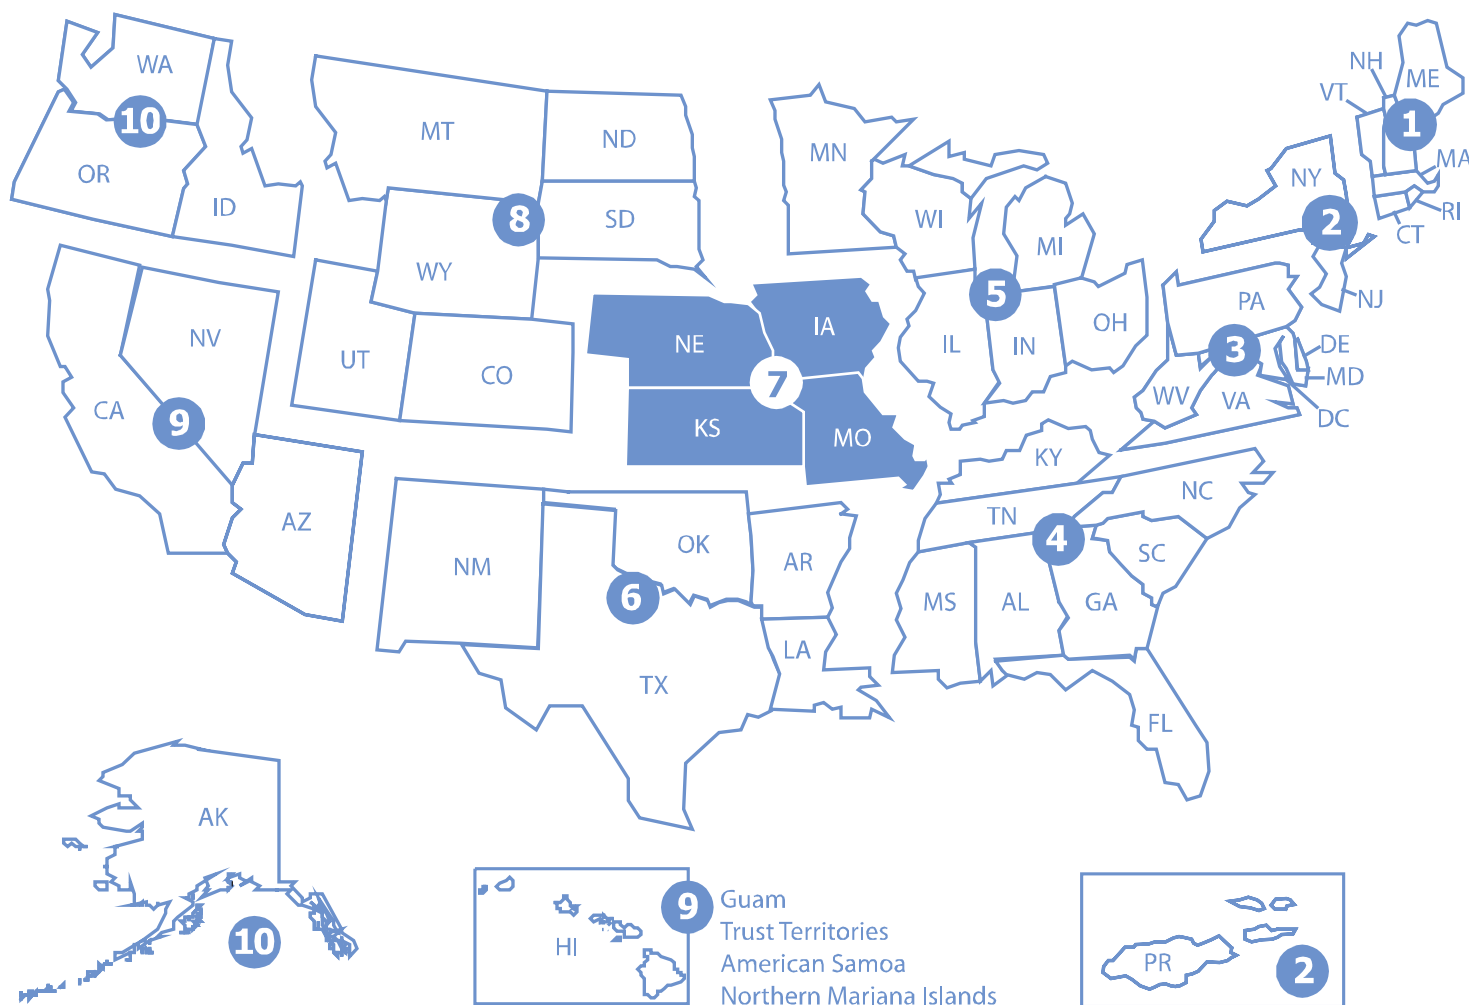 WA
10
OR
ID
MT
ND
8
SD
WY
MN
WI
MI
5
IL
IN
OH
NH
VT
ME
1
MA
NY
2
RI
CT
NJ
PA
3
DE
MD
WV
VA
DC
NV
CA
9
UT
CO
AZ
NE
IA
7
KS
MO
KY
NC
TN
4
SC
MS
AL
GA
FL
NM
OK
AR
6
TX
LA
AK
10
HI
9
Guam
Trust Territories
American Samoa
Northern Mariana Islands
PR
2